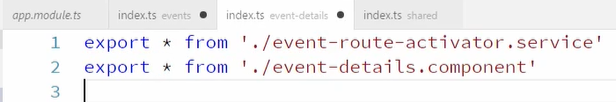 app.module.ts index.ts events index.ts event-details index.ts shared
1 export * from './event-route-activator.service'
2 export * from './event-details.component'
3